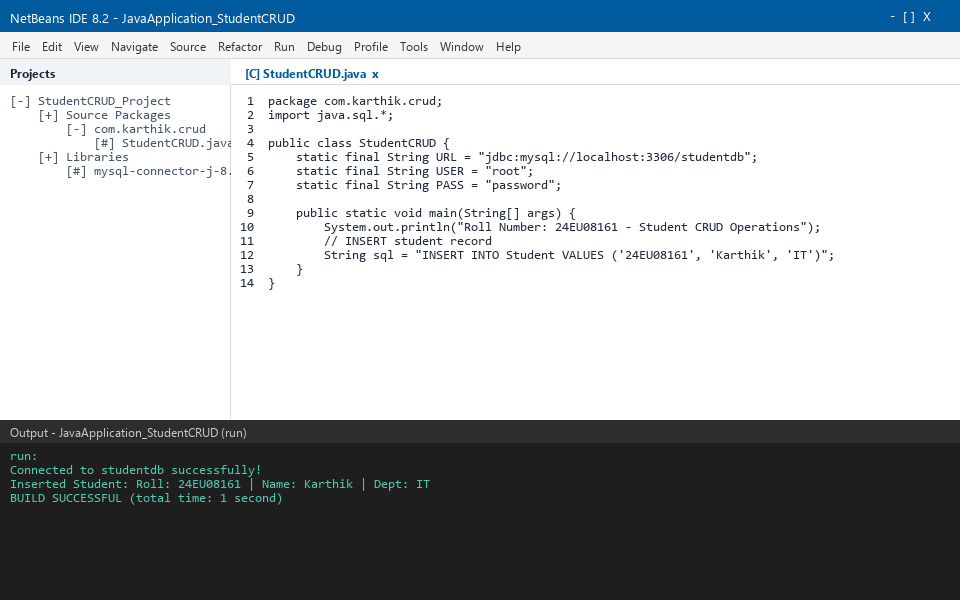 NetBeans IDE 8.2 - JavaApplication_StudentCRUD - [ ] X
File Edit View Navigate Source Refactor Run Debug Profile Tools Window Help
Projects
[-] StudentCRUD_Project
[+] Source Packages
[-] com.karthik.crud
[#] StudentCRUD.java
[+] Libraries
[#] mysql-connector-j-8.
[C] StudentCRUD.java x
1 package com.karthik.crud;
2 import java.sql.*;
3
4 public class StudentCRUD {
5     static final String URL = "jdbc:mysql://localhost:3306/studentdb";
6     static final String USER = "root";
7     static final String PASS = "password";
8
9     public static void main(String[] args) {
10         System.out.println("Roll Number: 24EU08161 - Student CRUD Operations");
11         // INSERT student record
12         String sql = "INSERT INTO Student VALUES ('24EU08161', 'Karthik', 'IT')";
13     }
14 }
Output - JavaApplication_StudentCRUD (run)
run:
Connected to studentdb successfully!
Inserted Student: Roll: 24EU08161 | Name: Karthik | Dept: IT
BUILD SUCCESSFUL (total time: 1 second)